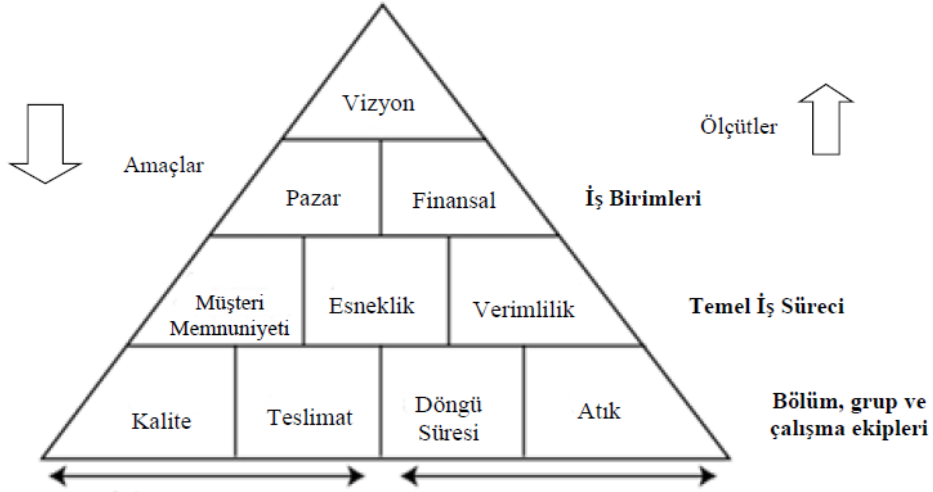 Vizyon
Ölçütler
Amaçlar
Pazar
Finansal
İş Birimleri
Müşteri
Memnuniyeti
Esneklik
Verimlilik
Temel İş Süreci
Kalite
Teslimat
Döngü
Süresi
Atık
Bölüm, grup ve
çalışma ekipleri